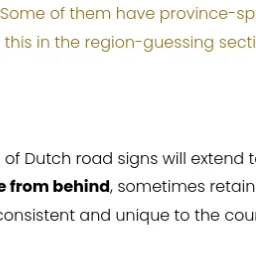 Some of them have province-sp
this in the region-guessing secti
of Dutch road signs will extend t
e from behind, sometimes retain
consistent and unique to the cour